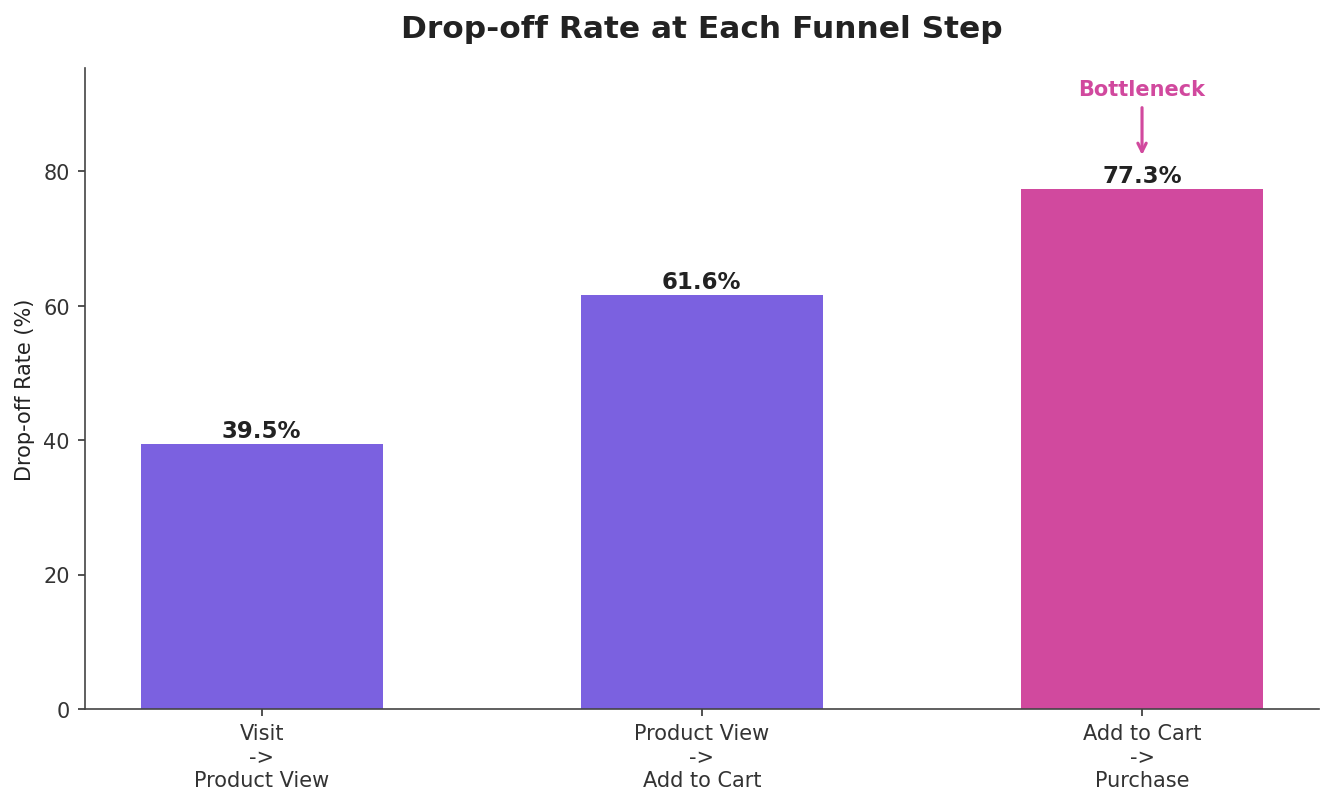 Drop-off Rate at Each Funnel Step
Bottleneck
80
77.3%
61.6%
60
Drop-off Rate (%)
39.5%
40
20
0
Visit
->
Product View
Product View
->
Add to Cart
Add to Cart
->
Purchase